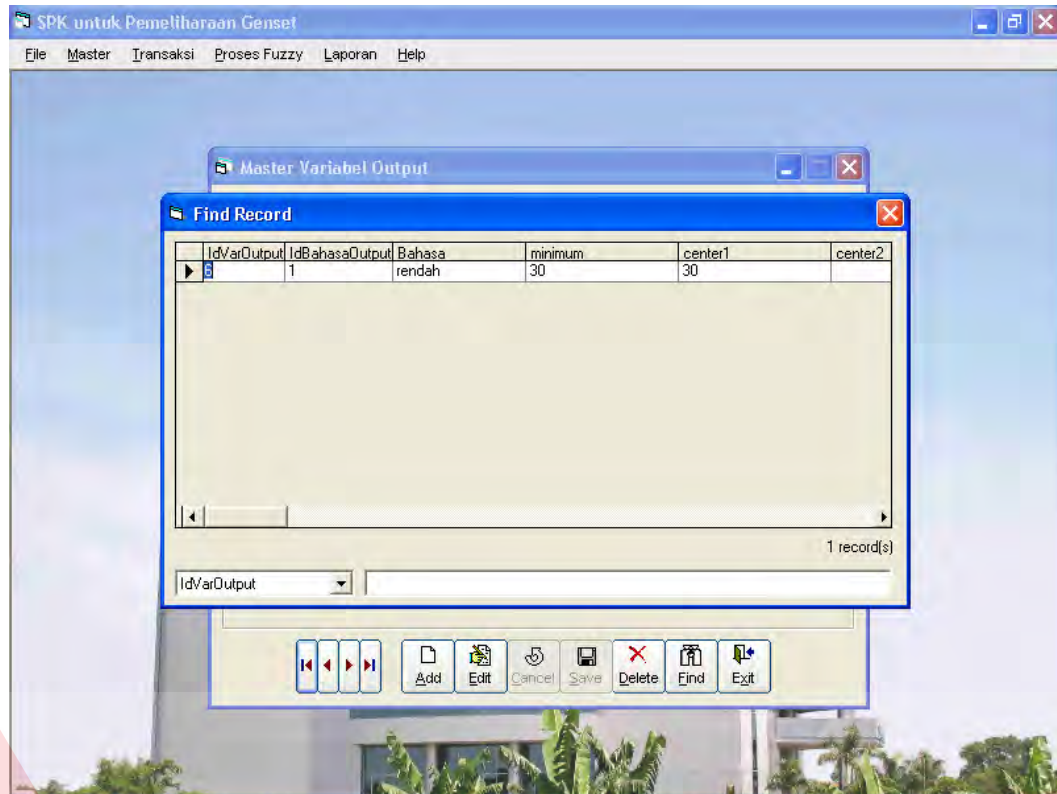 SPK untuk Pemeliharaan Genset
File Master Transaksi Proses Fuzzy Laporan Help
Master Variabel Output
Find Record
IdVarOutput IdBahasaOutput Bahasa minimum center1 center2
6 1 rendah 30 30
1 record(s)
IdVarOutput
Add Edit Cancel Save Delete Find Exit